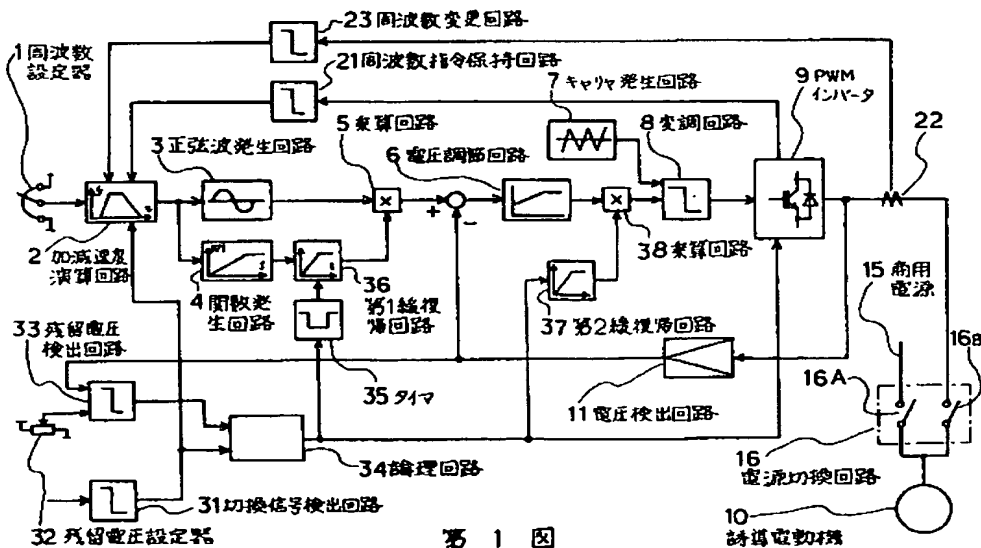 23 周波数変更回路
1 周波数
設定器
21 周波数指令保持回路
7 キャリヤ発生回路
9 PWM
インバータ
5 乗算回路
8 変調回路
22
3 正弦波発生回路
6 電圧調節回路
2 加減速度
演算回路
4 関数発
生回路
36
第1緩復
帰回路
38 乗算回路
37 第2緩復帰回路
15 商用
電源
33 残留電圧
検出回路
35 タイマ
11 電圧検出回路
16A
16B
34 論理回路
16
電源切換回路
31 切換信号検出回路
32 残留電圧設定器
10
誘導電動機
第 1 図